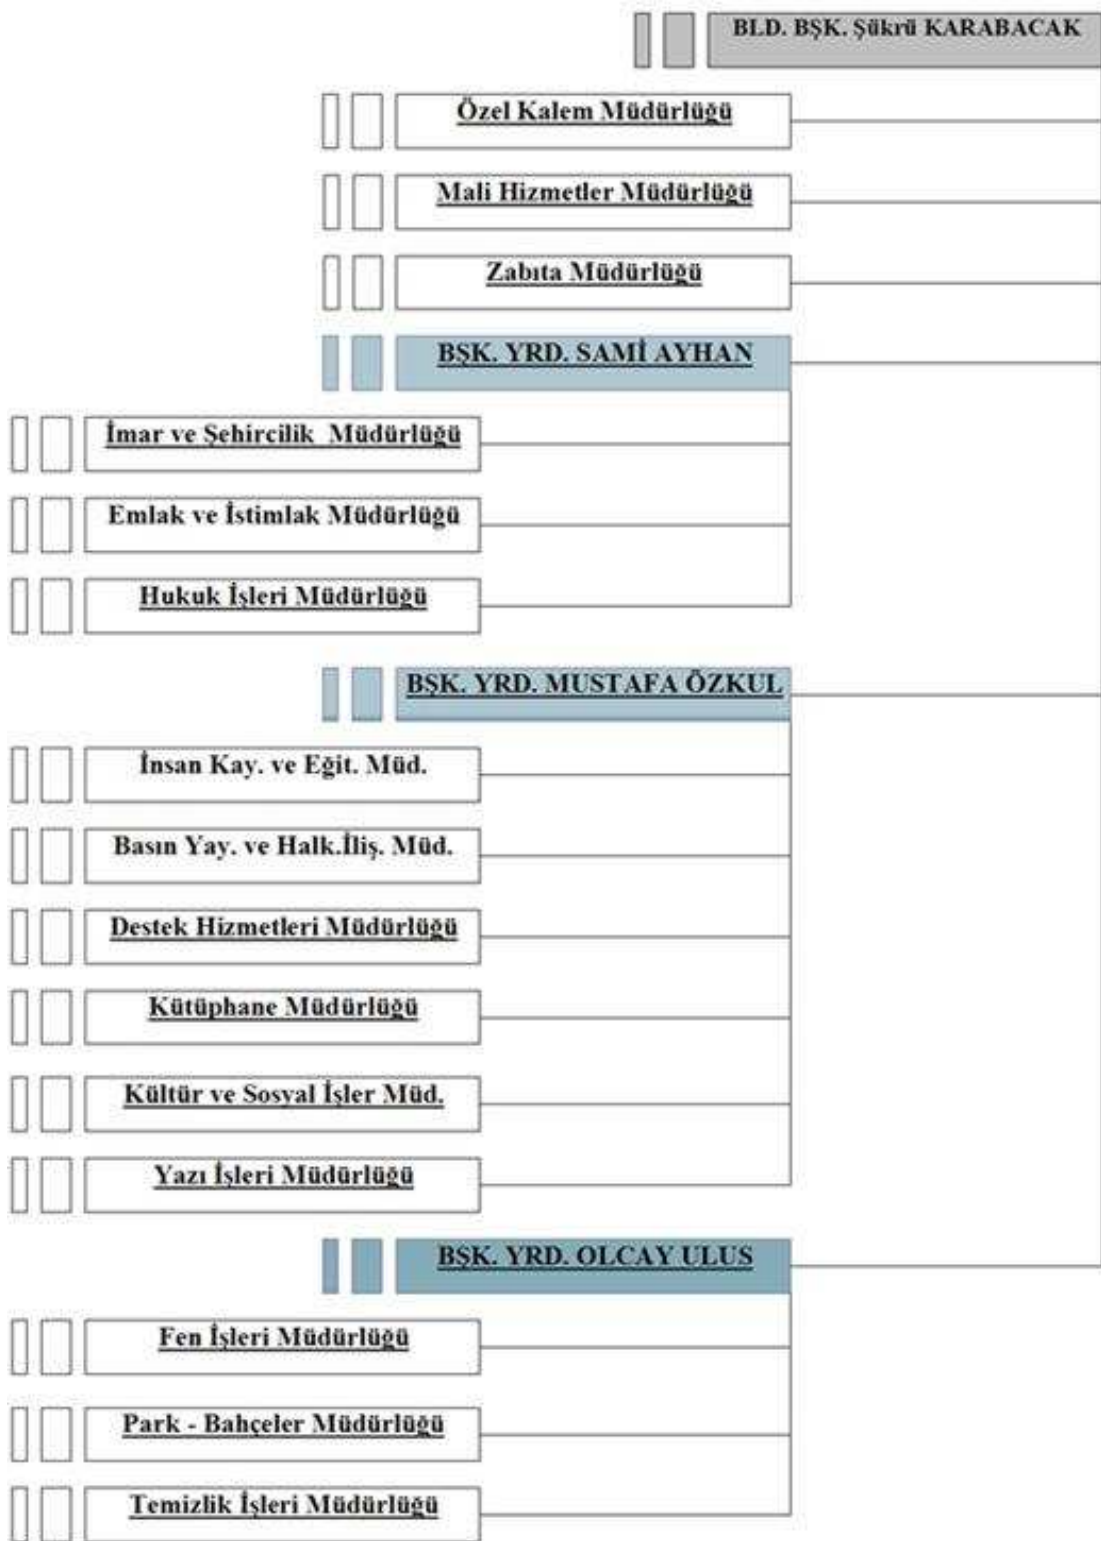 BLD. BŞK. Şükrü KARABACAK
Özel Kalem Müdürlüğü
Mali Hizmetler Müdürlüğü
Zabıta Müdürlüğü
BŞK. YRD. SAMİ AYHAN
İmar ve Şehircilik Müdürlüğü
Emlak ve İstimlak Müdürlüğü
Hukuk İşleri Müdürlüğü
BŞK. YRD. MUSTAFA ÖZKUL
İnsan Kay. ve Eğit. Müd.
Basın Yay. ve Halk.İliş. Müd.
Destek Hizmetleri Müdürlüğü
Kütüphane Müdürlüğü
Kültür ve Sosyal İşler Müd.
Yazı İşleri Müdürlüğü
BŞK. YRD. OLCAY ULUS
Fen İşleri Müdürlüğü
Park - Bahçeler Müdürlüğü
Temizlik İşleri Müdürlüğü